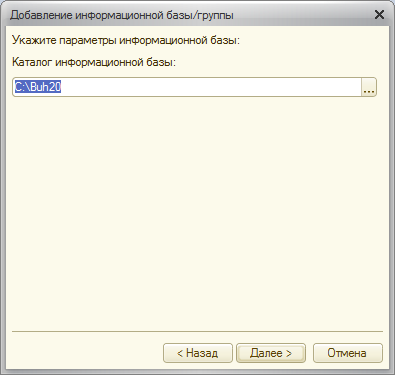 Добавление информационной базы/группы
Укажите параметры информационной базы:
Каталог информационной базы:
C:\Buh20
...
< Назад
Далее >
Отмена